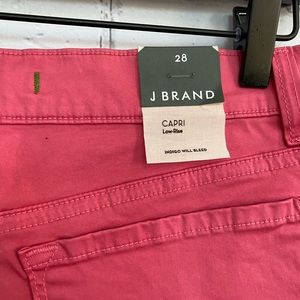 28
J BRAND
CAPRI
Low-Rise
INDIGO WILL BLEED